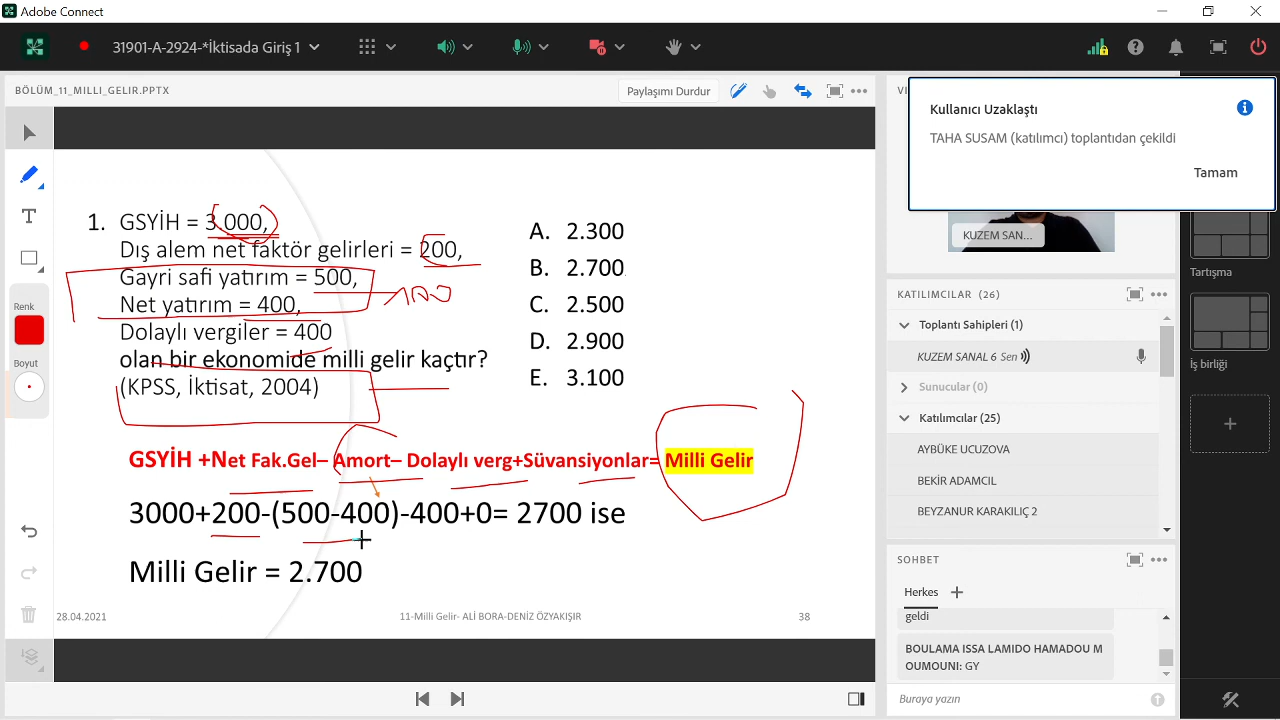 Adobe Connect
31901-A-2924-*İktisada Giriş 1
BÖLÜM_11_MILLI_GELIR.PPTX
Paylaşımı Durdur
Renk
Boyut
1. GSYİH = 3.000,
Dış alem net faktör gelirleri = 200,
Gayri safi yatırım = 500,
Net yatırım = 400,
Dolaylı vergiler = 400
olan bir ekonomide milli gelir kaçtır?
(KPSS, İktisat, 2004)
100
A. 2.300
B. 2.700
C. 2.500
D. 2.900
E. 3.100
GSYİH +Net Fak.Gel– Amort– Dolaylı verg+Süvansiyonlar= Milli Gelir
3000+200-(500-400)-400+0= 2700 ise
Milli Gelir = 2.700
28.04.2021
11-Milli Gelir- ALİ BORA-DENİZ ÖZYAKIŞIR
38
Kullanıcı Uzaklaştı
TAHA SUSAM (katılımcı) toplantıdan çekildi
Tamam
KUZEM SAN...
KATILIMCILAR (26)
Toplantı Sahipleri (1)
KUZEM SANAL 6 Sen
Sunucular (0)
Katılımcılar (25)
AYBÜKE UCUZOVA
BEKİR ADAMCIL
BEYZANUR KARAKILIÇ 2
SOHBET
Herkes
geldi
BOULAMA ISSA LAMIDO HAMADOU M
OUMOUNI: GY
Buraya yazın
Tartışma
İş birliği